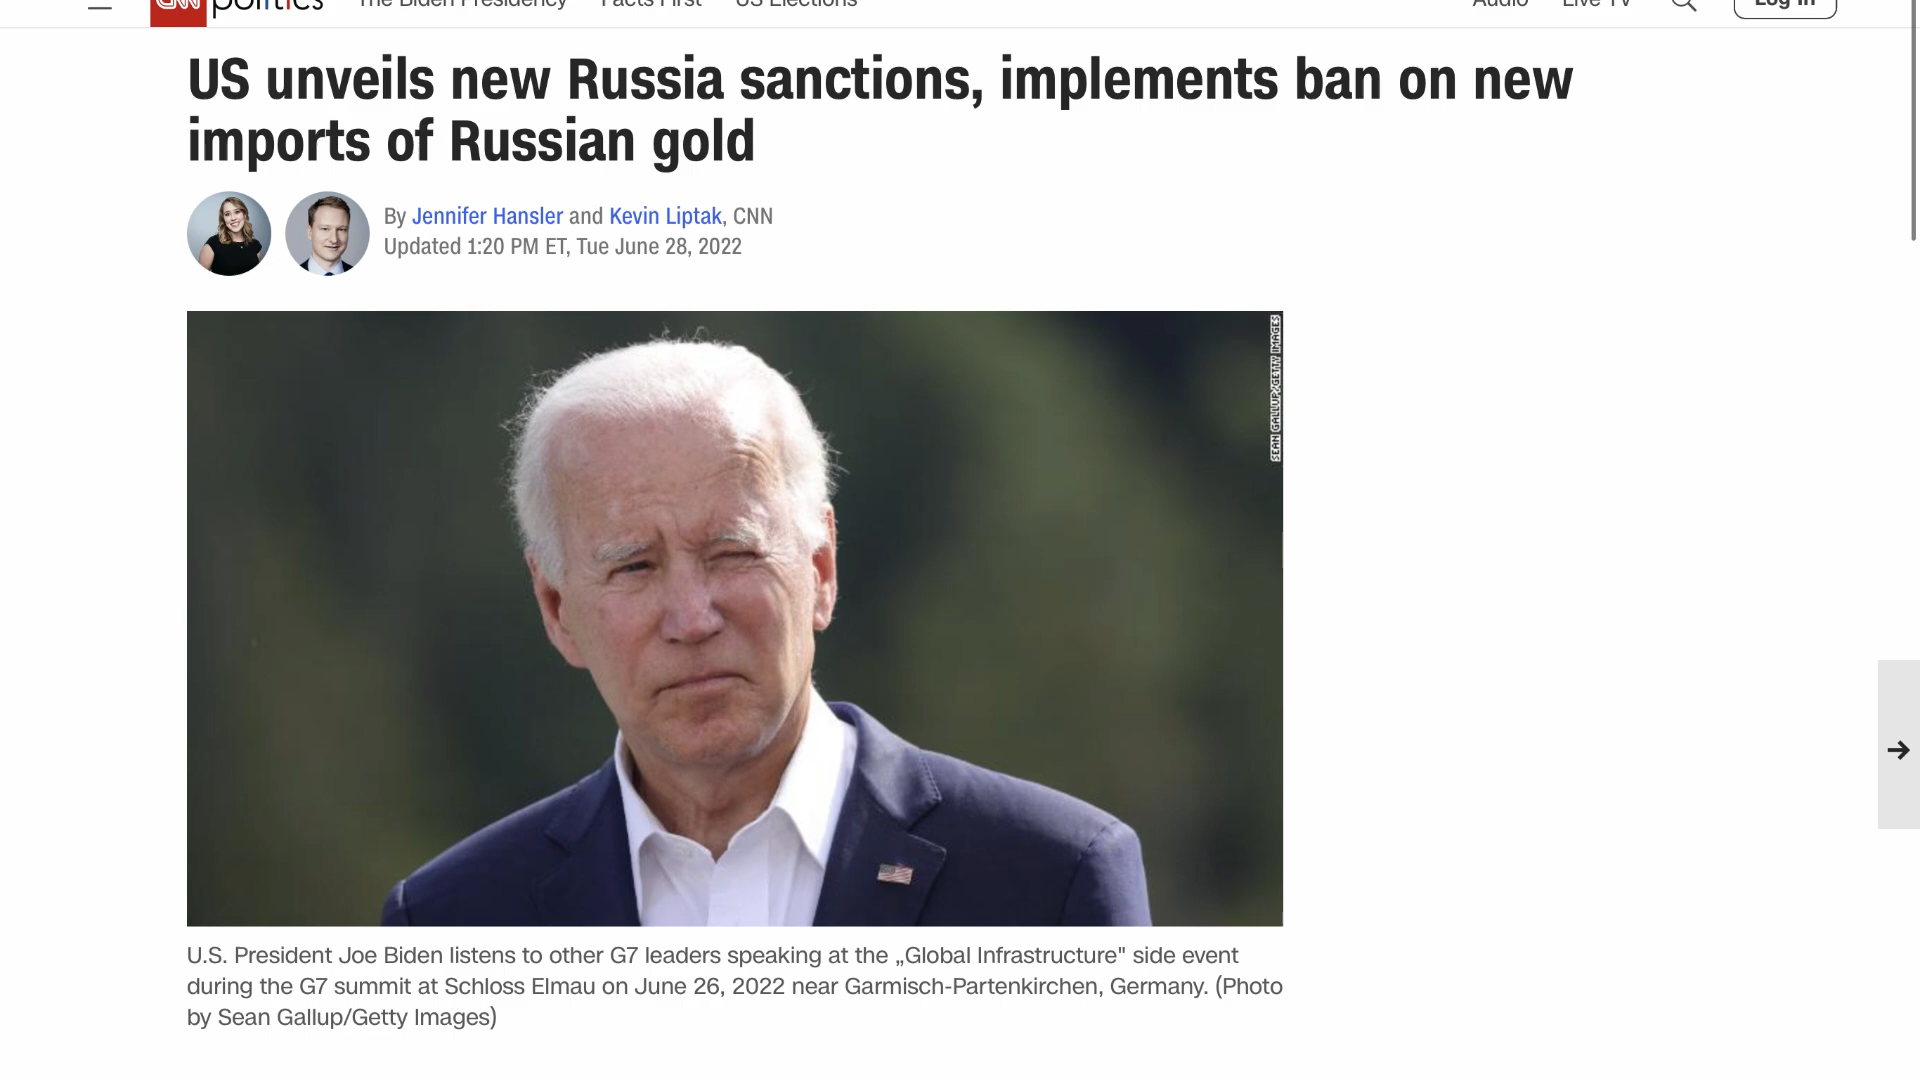 CNN politics The Biden Presidency Facts First US Elections Audio Live TV Log In
US unveils new Russia sanctions, implements ban on new
imports of Russian gold
By Jennifer Hansler and Kevin Liptak, CNN
Updated 1:20 PM ET, Tue June 28, 2022
SEAN GALLUP/GETTY IMAGES
U.S. President Joe Biden listens to other G7 leaders speaking at the „Global Infrastructure" side event
during the G7 summit at Schloss Elmau on June 26, 2022 near Garmisch-Partenkirchen, Germany. (Photo
by Sean Gallup/Getty Images)